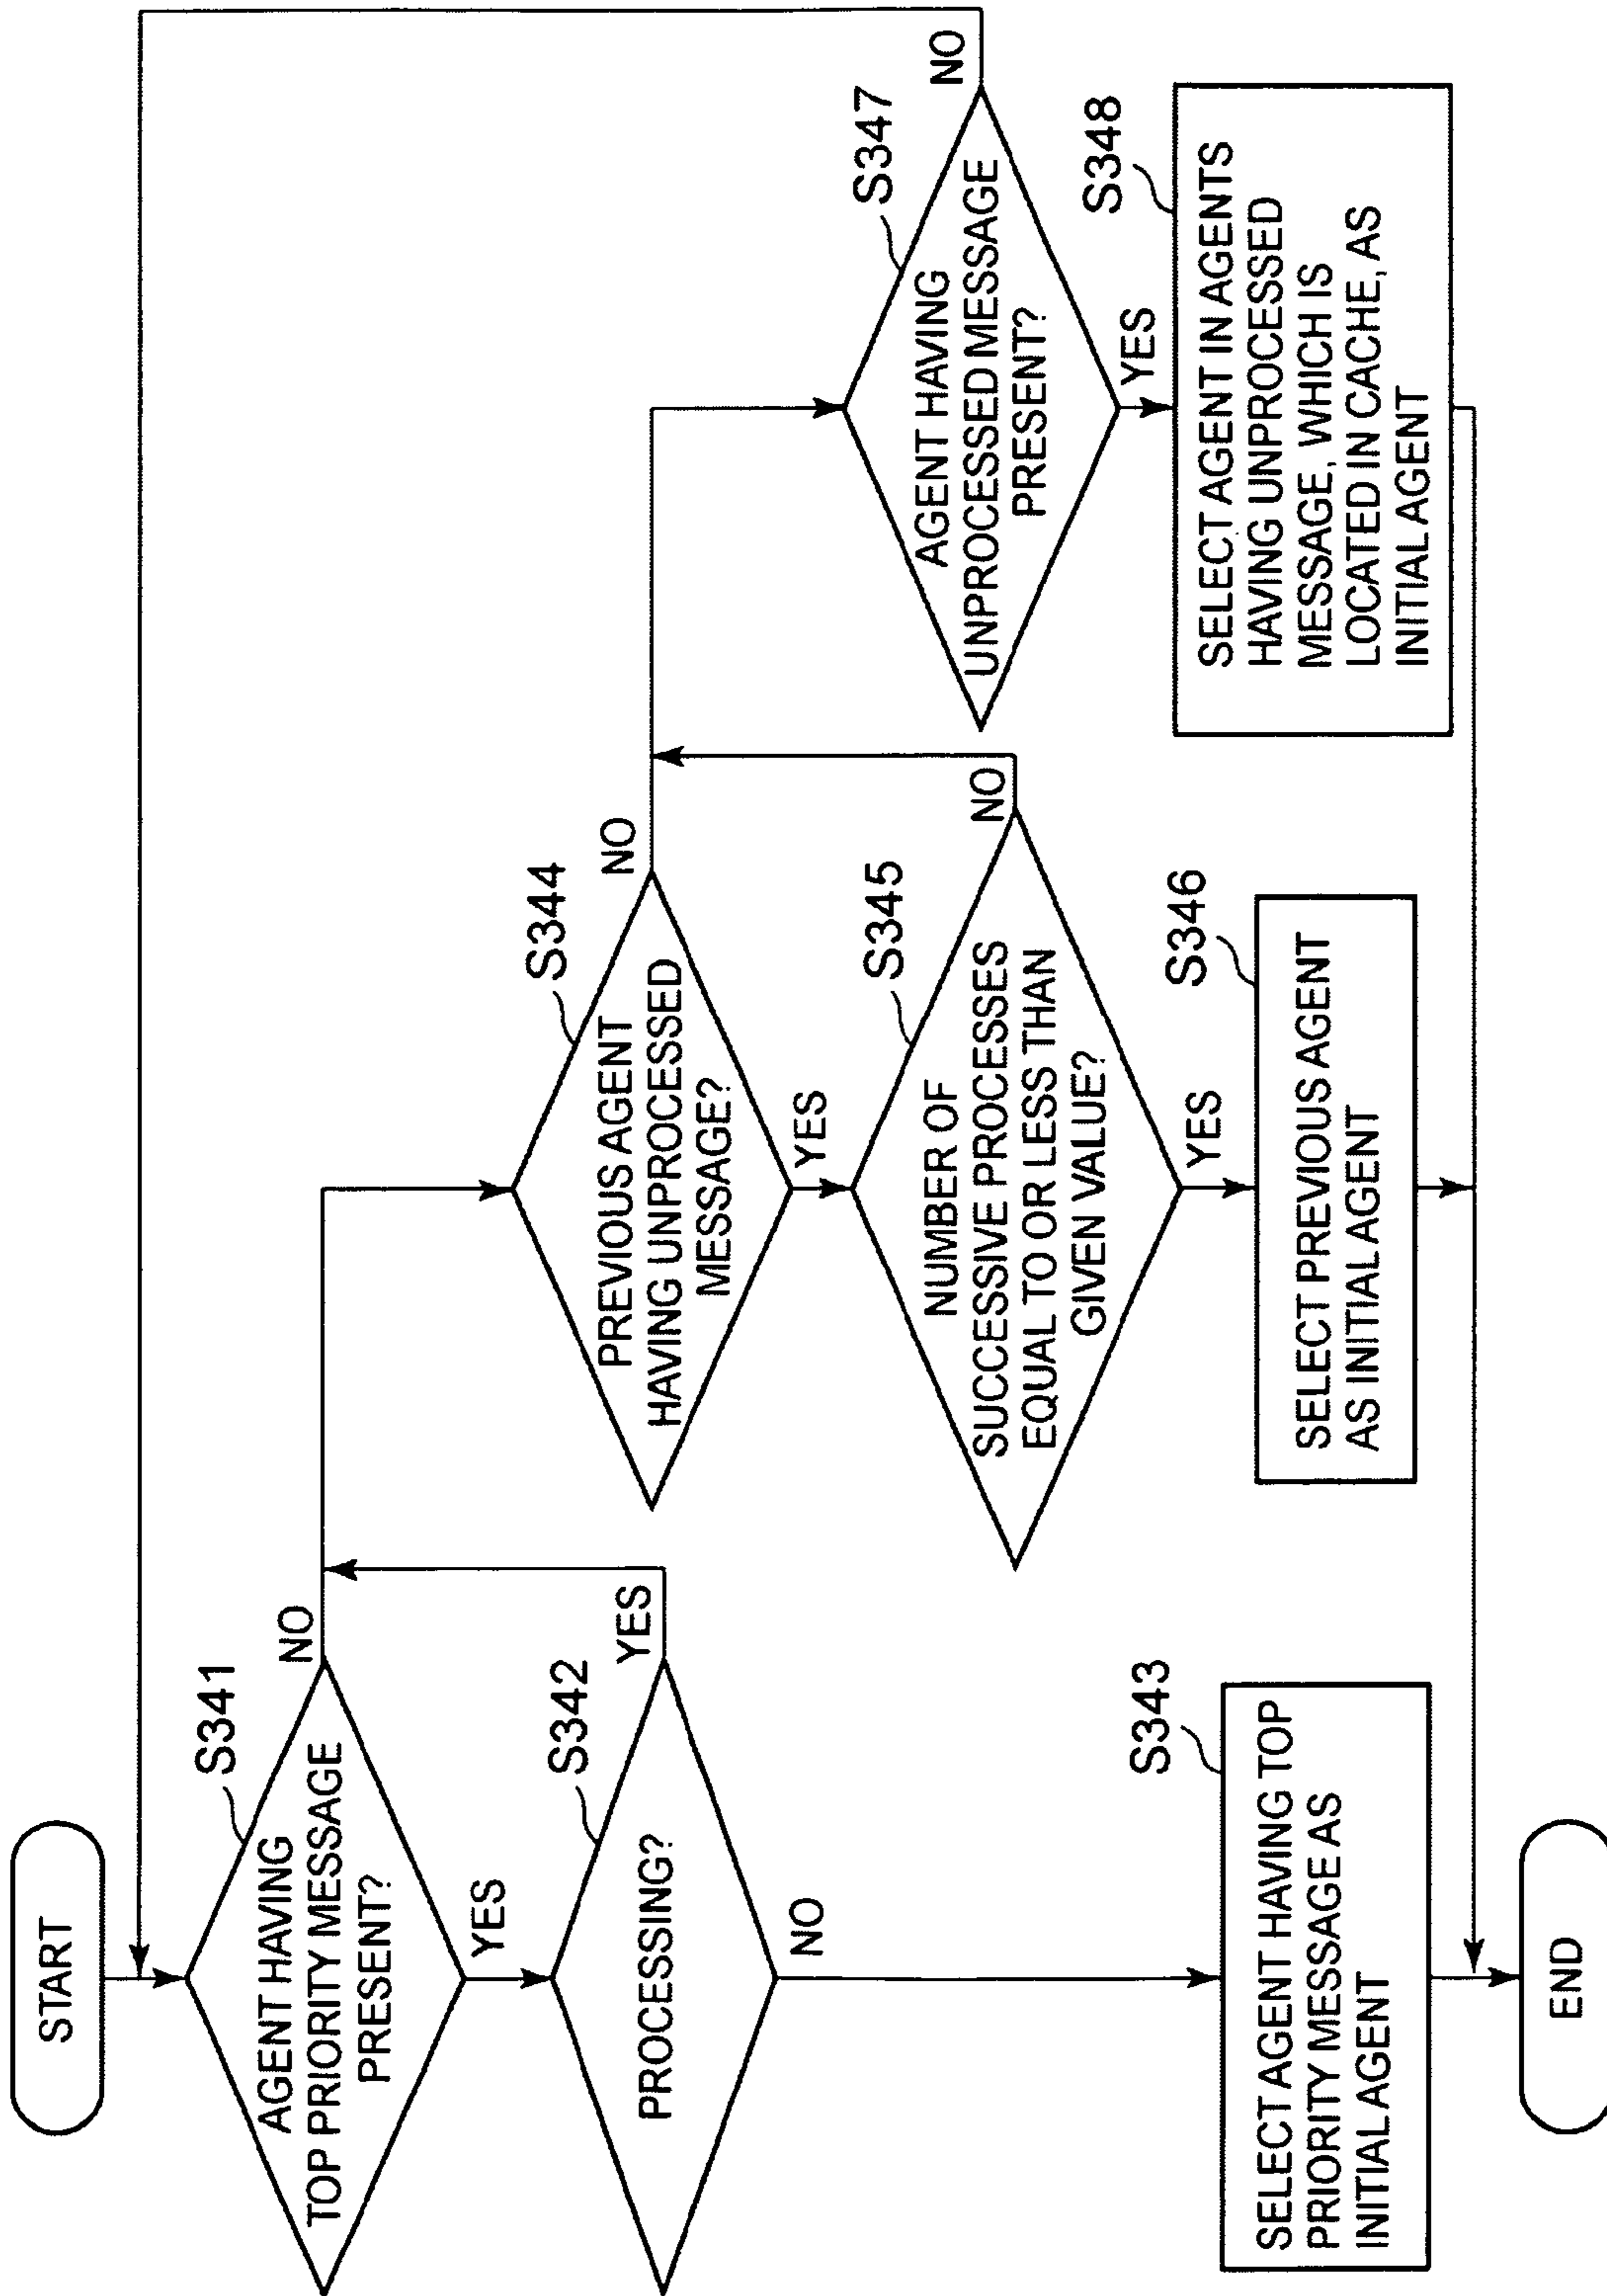 START
S341
AGENT HAVING
TOP PRIORITY MESSAGE
PRESENT?
NO
YES
S342
PROCESSING?
YES
NO
S343
SELECT AGENT HAVING TOP
PRIORITY MESSAGE AS
INITIAL AGENT
END
S344
PREVIOUS AGENT
HAVING UNPROCESSED
MESSAGE?
NO
YES
S345
NUMBER OF
SUCCESSIVE PROCESSES
EQUAL TO OR LESS THAN
GIVEN VALUE?
NO
YES
S346
SELECT PREVIOUS AGENT
AS INITIAL AGENT
S347
AGENT HAVING
UNPROCESSED MESSAGE
PRESENT?
NO
YES
S348
SELECT AGENT IN AGENTS
HAVING UNPROCESSED
MESSAGE, WHICH IS
LOCATED IN CACHE, AS
INITIAL AGENT